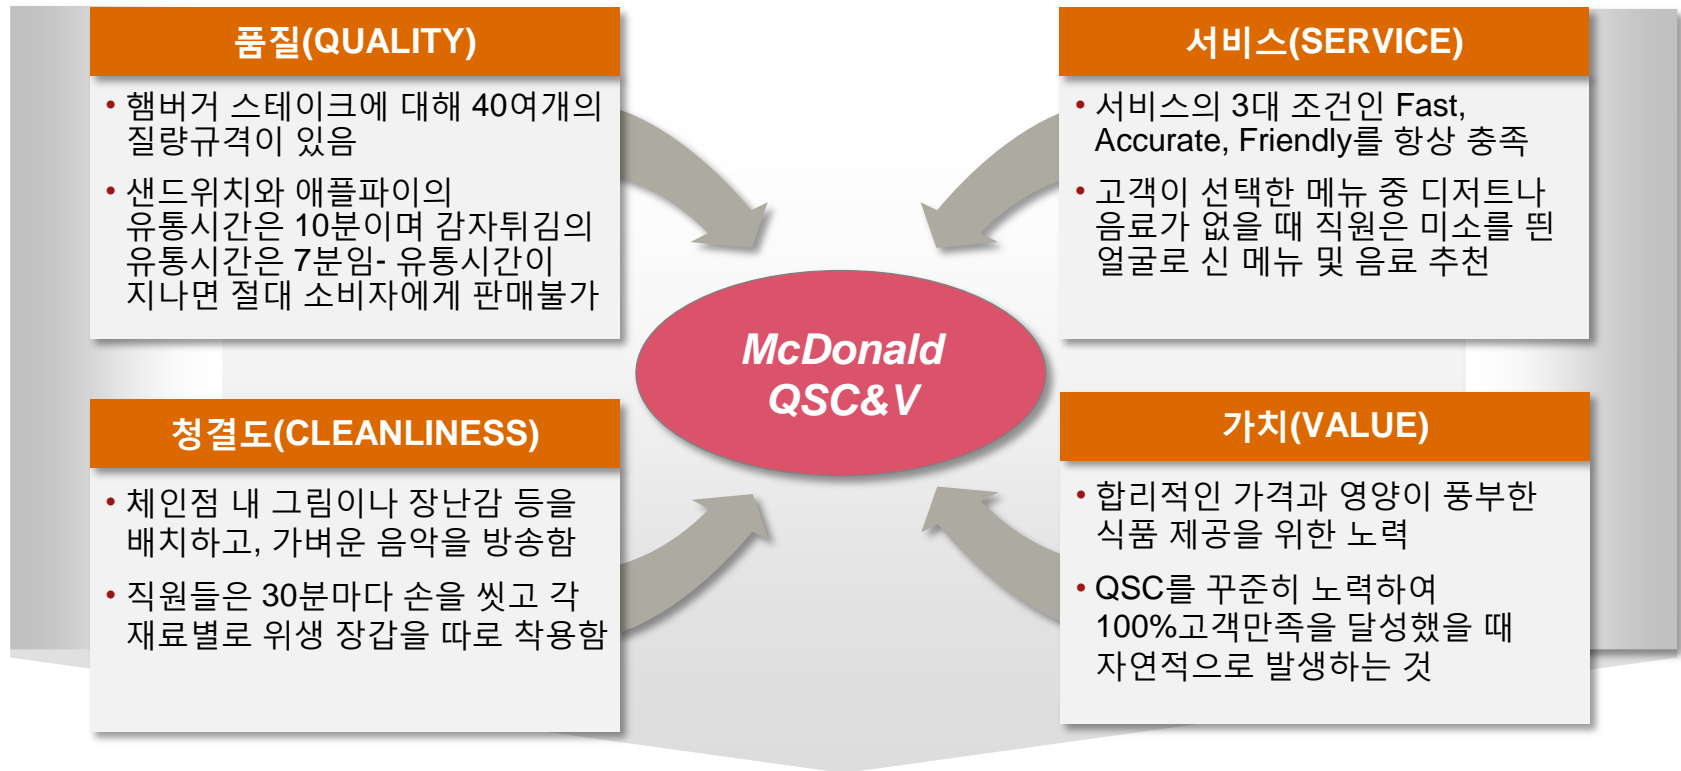 품질(QUALITY)
• 햄버거 스테이크에 대해 40여개의
질량규격이 있음
• 샌드위치와 애플파이의
유통시간은 10분이며 감자튀김의
유통시간은 7분임- 유통시간이
지나면 절대 소비자에게 판매불가
서비스(SERVICE)
• 서비스의 3대 조건인 Fast,
Accurate, Friendly를 항상 충족
• 고객이 선택한 메뉴 중 디저트나
음료가 없을 때 직원은 미소를 띈
얼굴로 신 메뉴 및 음료 추천
McDonald
QSC&V
청결도(CLEANLINESS)
• 체인점 내 그림이나 장난감 등을
배치하고, 가벼운 음악을 방송함
• 직원들은 30분마다 손을 씻고 각
재료별로 위생 장갑을 따로 착용함
가치(VALUE)
• 합리적인 가격과 영양이 풍부한
식품 제공을 위한 노력
• QSC를 꾸준히 노력하여
100%고객만족을 달성했을 때
자연적으로 발생하는 것